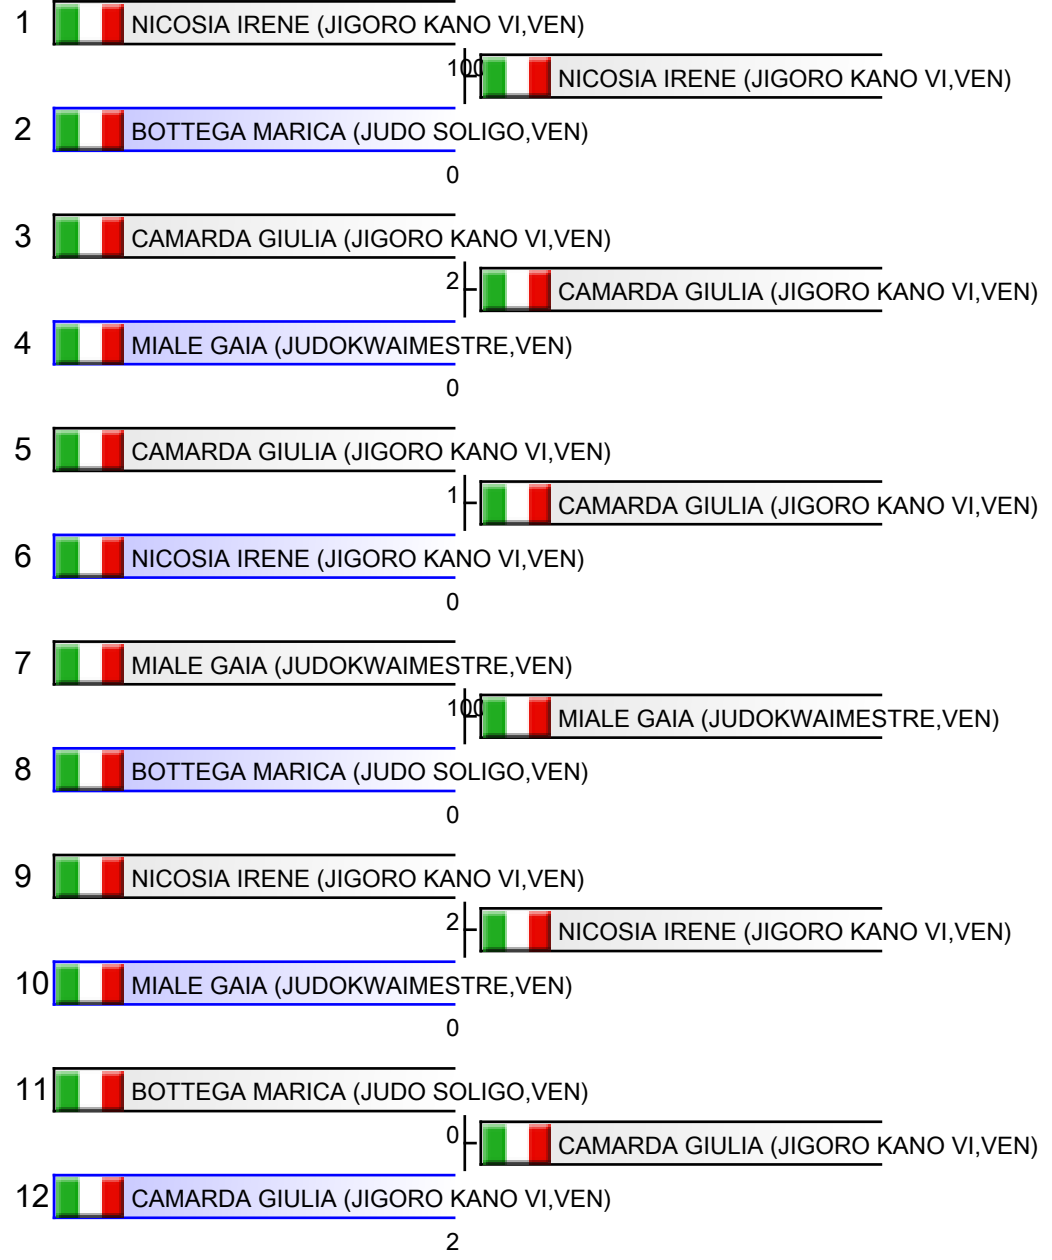 1 NICOSIA IRENE (JIGORO KANO VI,VEN)
100 NICOSIA IRENE (JIGORO KANO VI,VEN)
2 BOTTEGA MARICA (JUDO SOLIGO,VEN)
0
3 CAMARDA GIULIA (JIGORO KANO VI,VEN)
2 CAMARDA GIULIA (JIGORO KANO VI,VEN)
4 MIALE GAIA (JUDOKWAIMESTRE,VEN)
0
5 CAMARDA GIULIA (JIGORO KANO VI,VEN)
1 CAMARDA GIULIA (JIGORO KANO VI,VEN)
6 NICOSIA IRENE (JIGORO KANO VI,VEN)
0
7 MIALE GAIA (JUDOKWAIMESTRE,VEN)
100 MIALE GAIA (JUDOKWAIMESTRE,VEN)
8 BOTTEGA MARICA (JUDO SOLIGO,VEN)
0
9 NICOSIA IRENE (JIGORO KANO VI,VEN)
2 NICOSIA IRENE (JIGORO KANO VI,VEN)
10 MIALE GAIA (JUDOKWAIMESTRE,VEN)
0
11 BOTTEGA MARICA (JUDO SOLIGO,VEN)
0 CAMARDA GIULIA (JIGORO KANO VI,VEN)
12 CAMARDA GIULIA (JIGORO KANO VI,VEN)
2